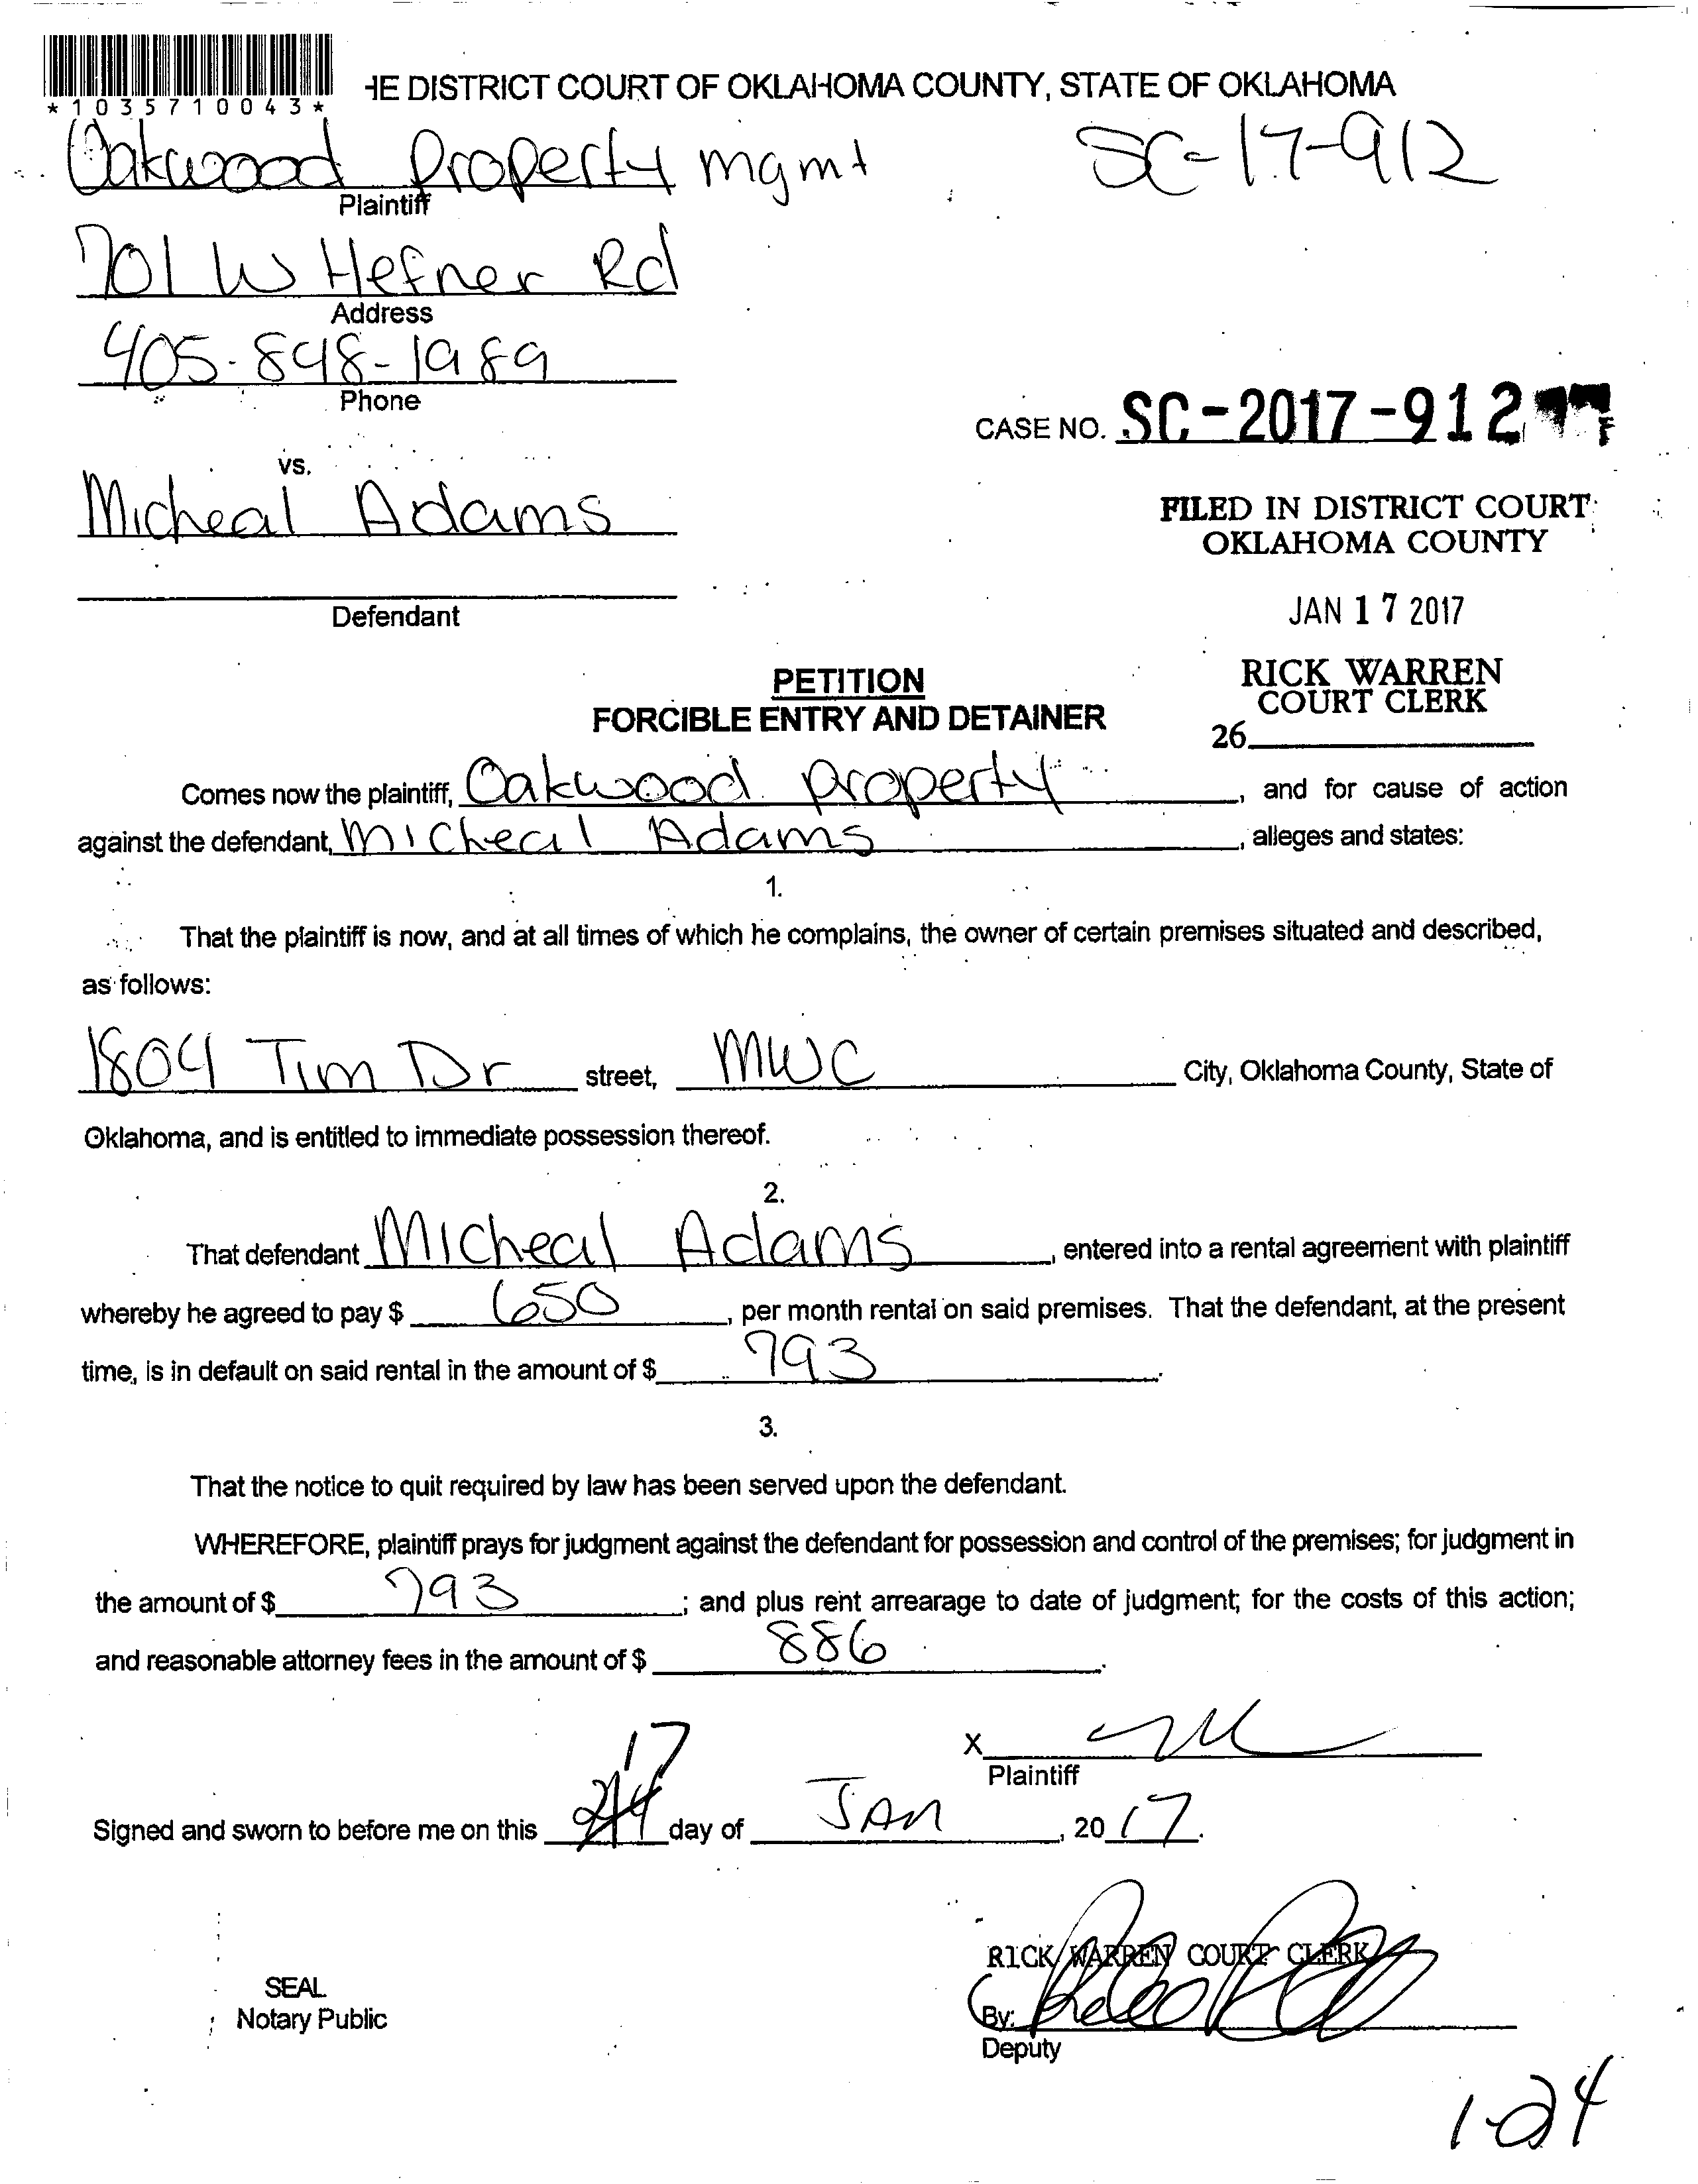 *1035710043*
HE DISTRICT COURT OF OKLAHOMA COUNTY, STATE OF OKLAHOMA
Oakwood Property mgmt
SC-17-912
Plaintiff
701 W Hefner Rd
Address
405-848-1989
Phone
CASE NO. SC-2017-912
vs.
Micheal Adams
FILED IN DISTRICT COURT
OKLAHOMA COUNTY
Defendant
JAN 17 2017
PETITION
FORCIBLE ENTRY AND DETAINER
RICK WARREN
COURT CLERK
26
Comes now the plaintiff, Oakwood property, and for cause of action
against the defendant, Micheal Adams, alleges and states:
1.
That the plaintiff is now, and at all times of which he complains, the owner of certain premises situated and described,
as follows:
1804 Tim Dr street, MWC City, Oklahoma County, State of
Oklahoma, and is entitled to immediate possession thereof.
2.
That defendant Micheal Adams, entered into a rental agreement with plaintiff
whereby he agreed to pay $ 650, per month rental on said premises. That the defendant, at the present
time, is in default on said rental in the amount of $ 793.
3.
That the notice to quit required by law has been served upon the defendant.
WHEREFORE, plaintiff prays for judgment against the defendant for possession and control of the premises; for judgment in
the amount of $ 793; and plus rent arrearage to date of judgment; for the costs of this action;
and reasonable attorney fees in the amount of $ 886.
X
Plaintiff
17
Signed and sworn to before me on this 24 day of JAN, 2017.
RICK WARREN COURT CLERK
SEAL
Notary Public
By:
Deputy
1-24